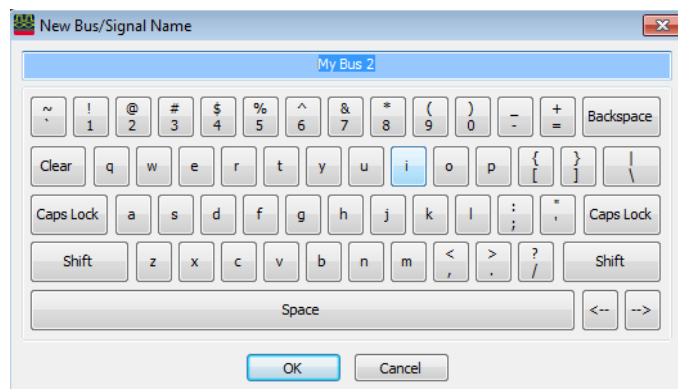 New Bus/Signal Name
My Bus 2
~ ! @ # $ % ^ & * ( ) _ +
` 1 2 3 4 5 6 7 8 9 0 - = Backspace
Clear q w e r t y u i o p { [ } ] | \
Caps Lock a s d f g h j k l : ; " ' Caps Lock
Shift z x c v b n m < , > . ? / Shift
Space <-- -->
OK Cancel